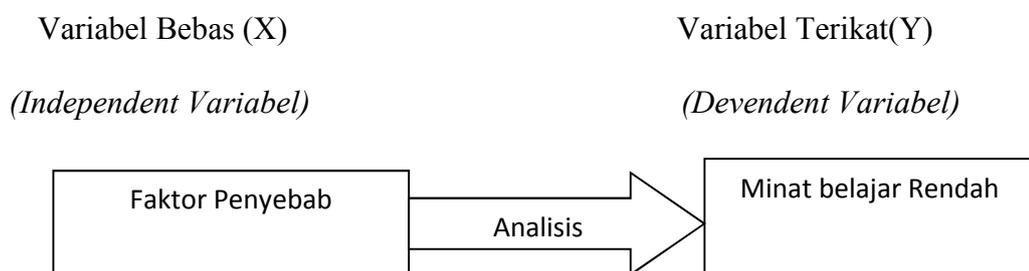 Variabel Bebas (X)
Variabel Terikat(Y)
(Independent Variabel)
(Devendent Variabel)
Faktor Penyebab
Analisis
Minat belajar Rendah